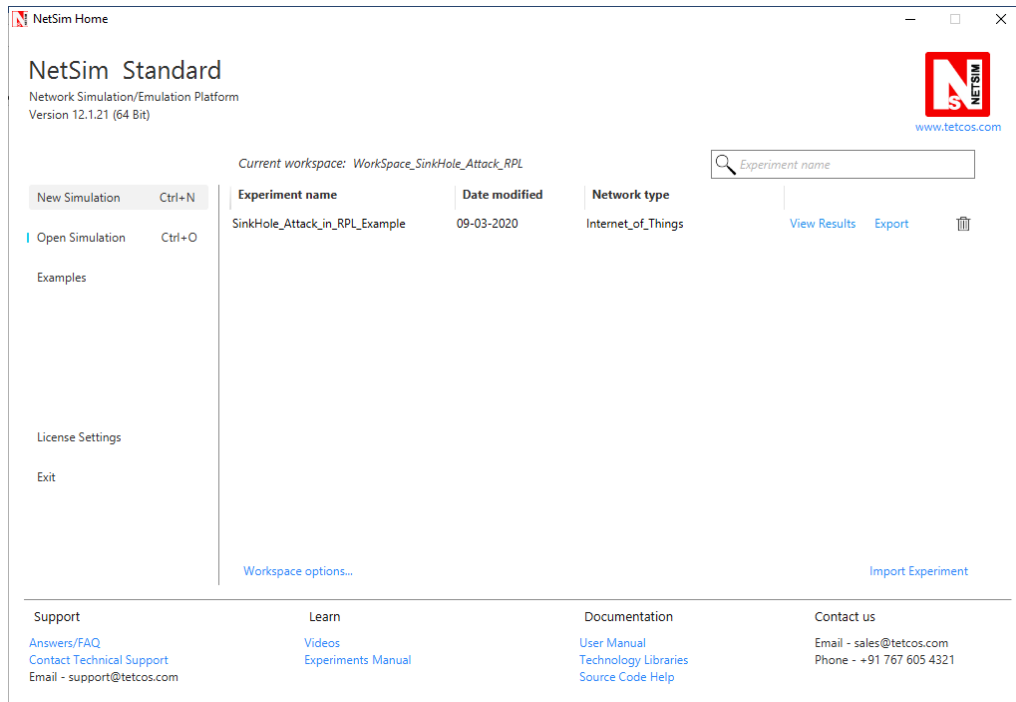 NetSim Home
NetSim Standard
Network Simulation/Emulation Platform
Version 12.1.21 (64 Bit)
N
S
NETSIM
www.tetcos.com
Current workspace: WorkSpace_SinkHole_Attack_RPL
Experiment name
New Simulation Ctrl+N
Open Simulation Ctrl+O
Examples
License Settings
Exit
Experiment name Date modified Network type
SinkHole_Attack_in_RPL_Example 09-03-2020 Internet_of_Things View Results Export
Workspace options...
Import Experiment
Support
Answers/FAQ
Contact Technical Support
Email - support@tetcos.com
Learn
Videos
Experiments Manual
Documentation
User Manual
Technology Libraries
Source Code Help
Contact us
Email - sales@tetcos.com
Phone - +91 767 605 4321